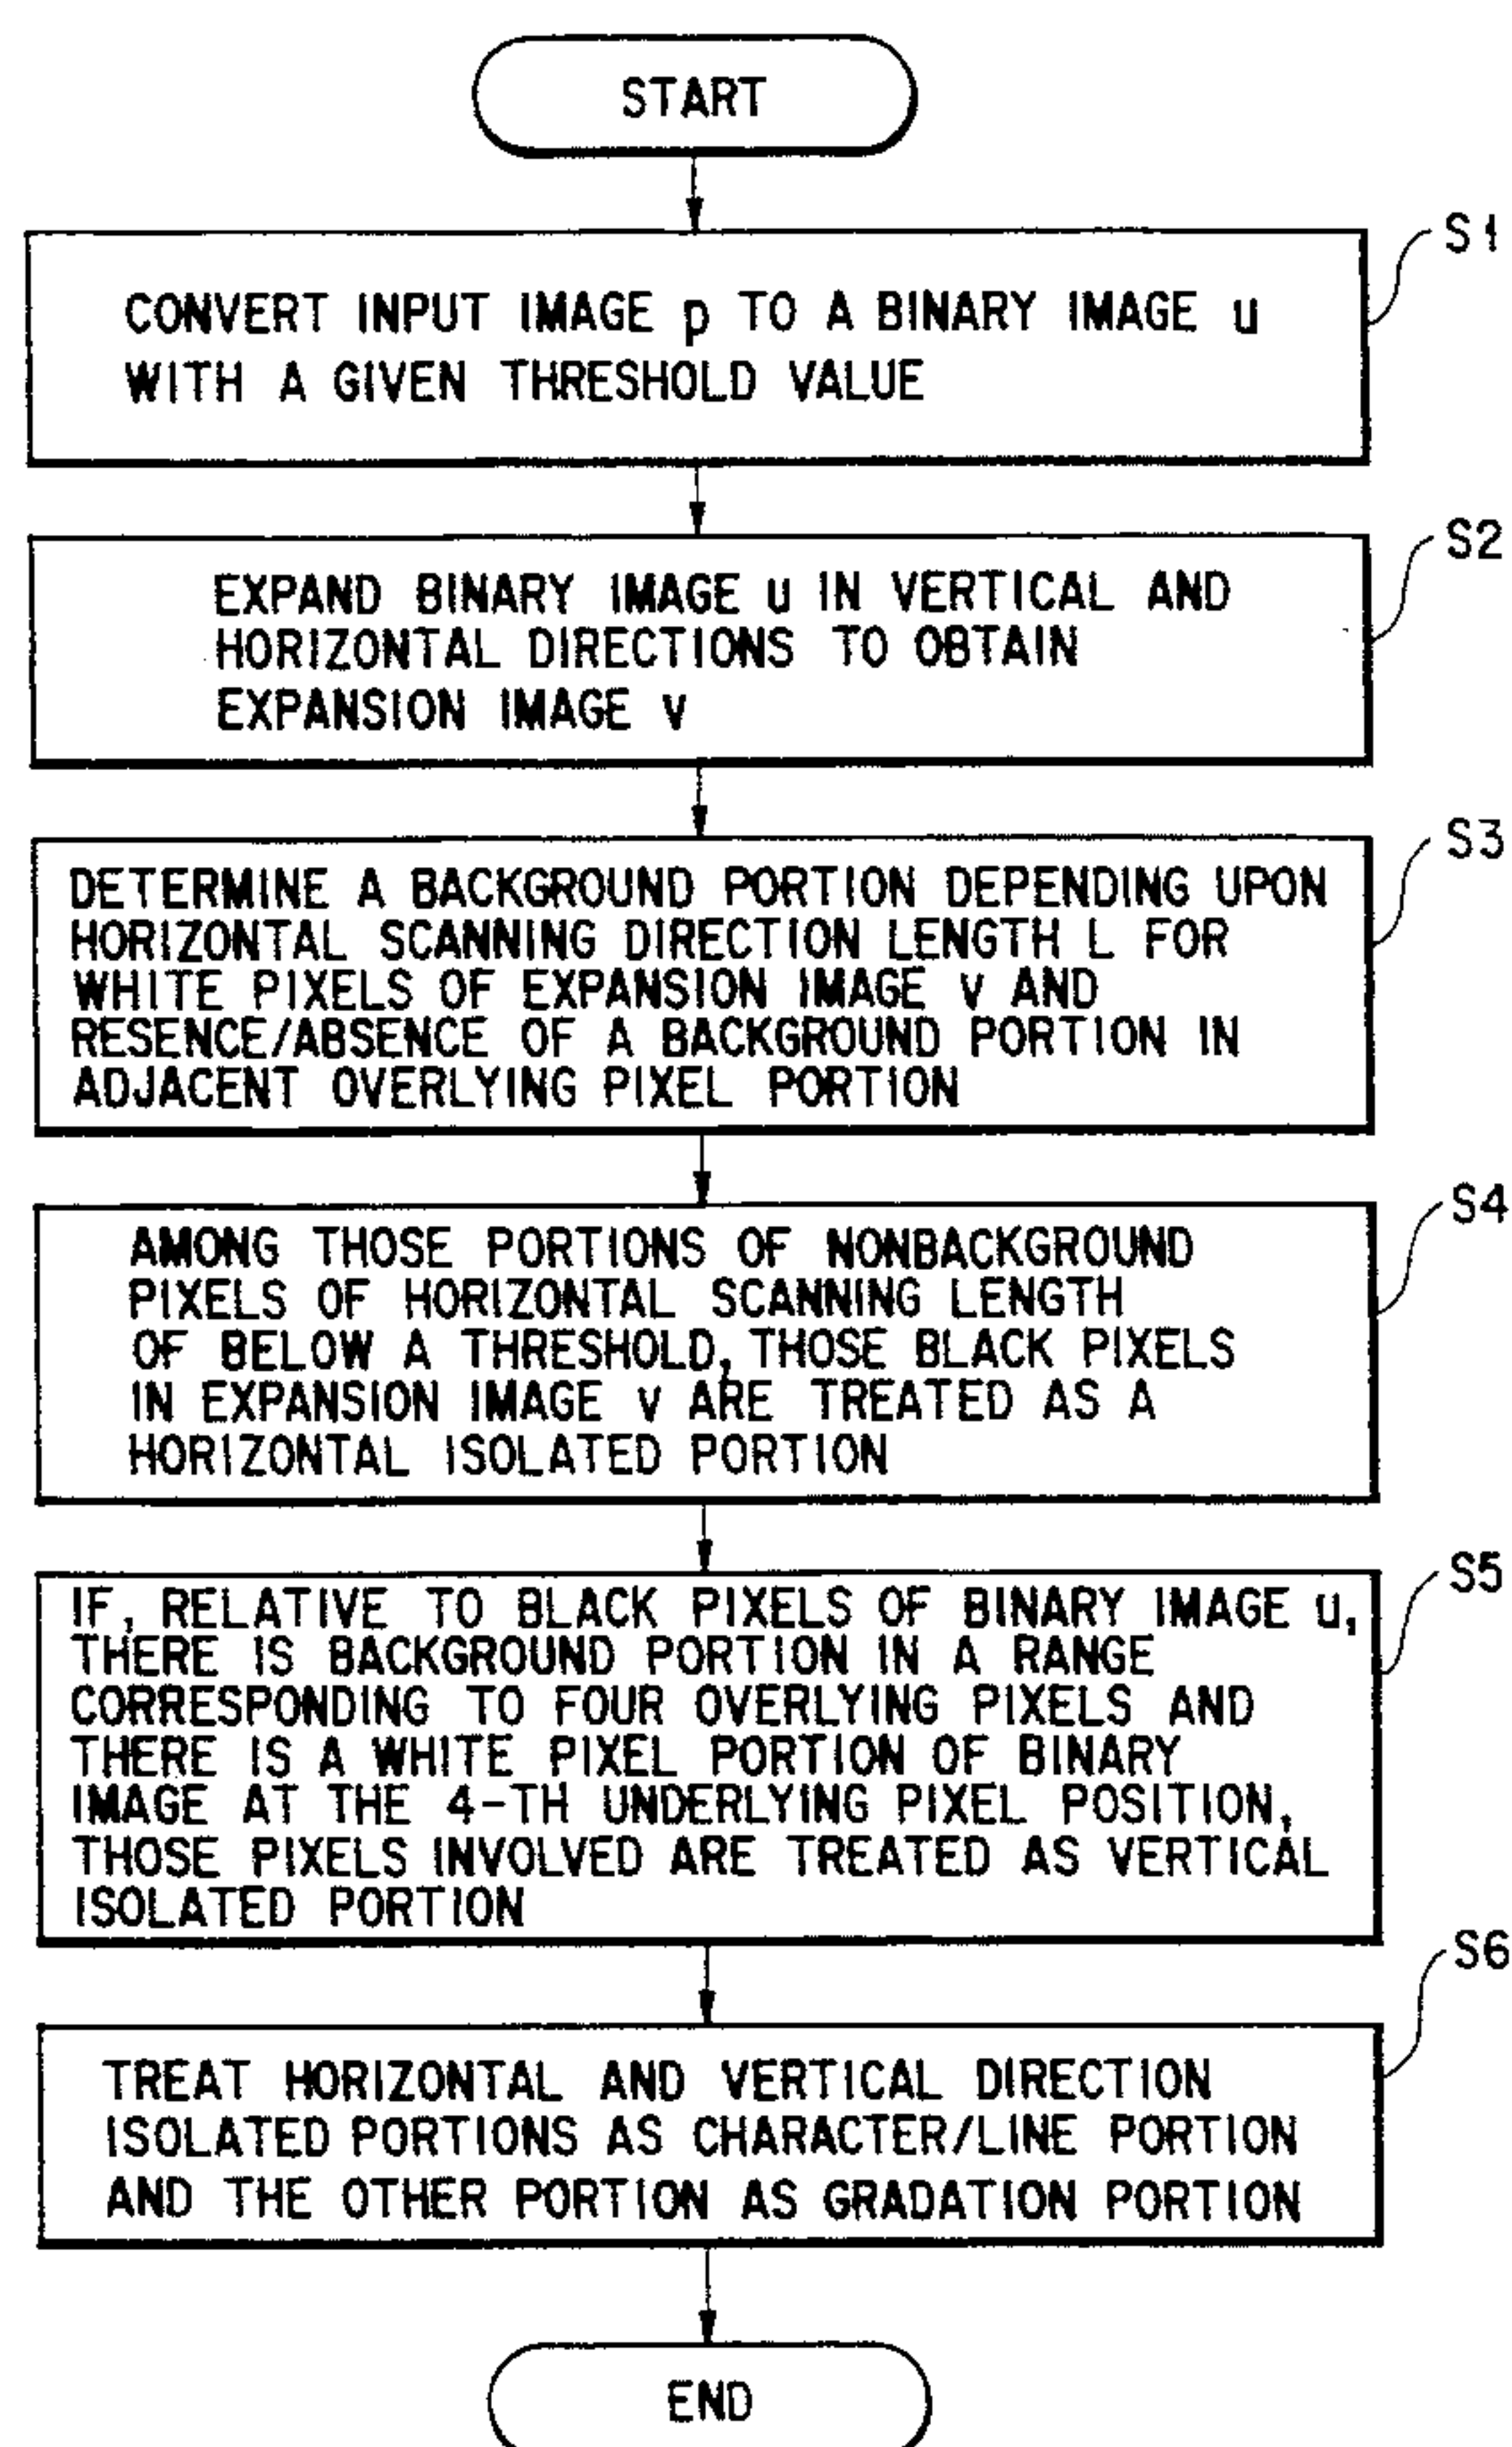 START
S1
CONVERT INPUT IMAGE p TO A BINARY IMAGE u
WITH A GIVEN THRESHOLD VALUE
S2
EXPAND BINARY IMAGE u IN VERTICAL AND
HORIZONTAL DIRECTIONS TO OBTAIN
EXPANSION IMAGE v
S3
DETERMINE A BACKGROUND PORTION DEPENDING UPON
HORIZONTAL SCANNING DIRECTION LENGTH L FOR
WHITE PIXELS OF EXPANSION IMAGE v AND
RESENCE/ABSENCE OF A BACKGROUND PORTION IN
ADJACENT OVERLYING PIXEL PORTION
S4
AMONG THOSE PORTIONS OF NONBACKGROUND
PIXELS OF HORIZONTAL SCANNING LENGTH
OF BELOW A THRESHOLD, THOSE BLACK PIXELS
IN EXPANSION IMAGE v ARE TREATED AS A
HORIZONTAL ISOLATED PORTION
S5
IF, RELATIVE TO BLACK PIXELS OF BINARY IMAGE u,
THERE IS BACKGROUND PORTION IN A RANGE
CORRESPONDING TO FOUR OVERLYING PIXELS AND
THERE IS A WHITE PIXEL PORTION OF BINARY
IMAGE AT THE 4-TH UNDERLYING PIXEL POSITION,
THOSE PIXELS INVOLVED ARE TREATED AS VERTICAL
ISOLATED PORTION
S6
TREAT HORIZONTAL AND VERTICAL DIRECTION
ISOLATED PORTIONS AS CHARACTER/LINE PORTION
AND THE OTHER PORTION AS GRADATION PORTION
END